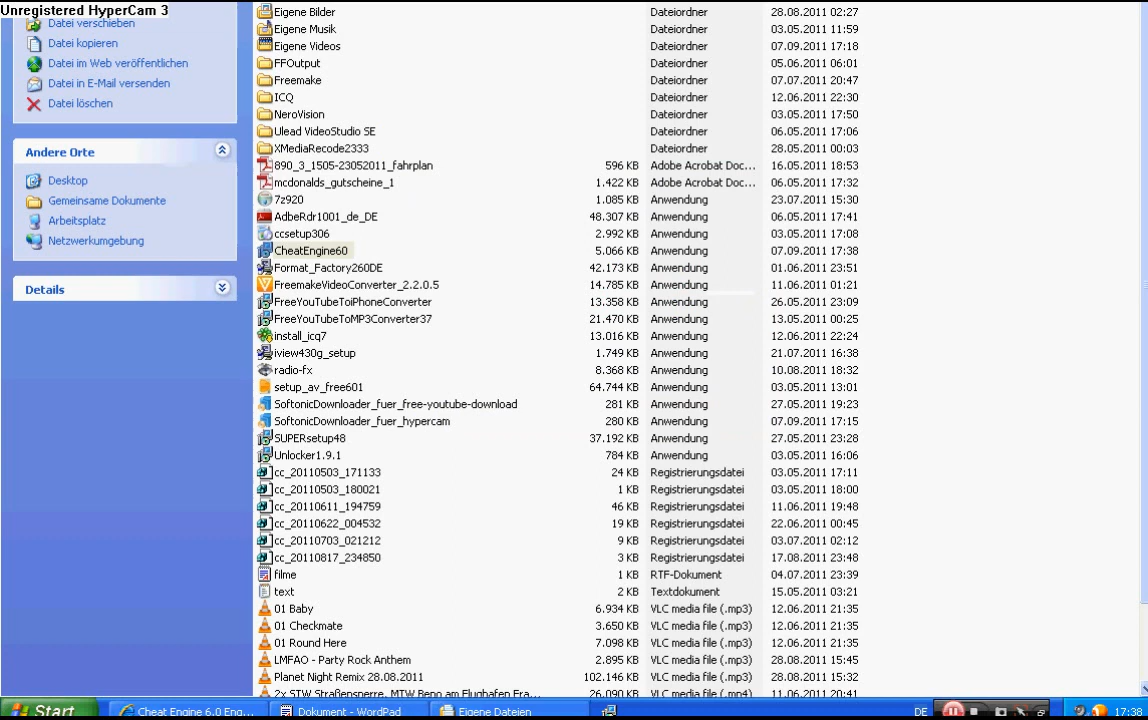 Unregistered HyperCam 3
Datei verschieben
Datei kopieren
Datei im Web veröffentlichen
Datei in E-Mail versenden
Datei löschen
Andere Orte
Desktop
Gemeinsame Dokumente
Arbeitsplatz
Netzwerkumgebung
Details
Eigene Bilder Dateiordner 28.08.2011 02:27
Eigene Musik Dateiordner 03.05.2011 11:59
Eigene Videos Dateiordner 07.09.2011 17:18
FFOutput Dateiordner 05.06.2011 06:01
Freemake Dateiordner 07.07.2011 20:47
ICQ Dateiordner 12.06.2011 22:30
NeroVision Dateiordner 03.05.2011 17:50
Ulead VideoStudio SE Dateiordner 06.05.2011 17:06
XMediaRecode2333 Dateiordner 28.05.2011 00:03
890_3_1505-23052011_fahrplan 596 KB Adobe Acrobat Doc... 16.05.2011 18:53
mcdonalds_gutscheine_1 1.422 KB Adobe Acrobat Doc... 06.05.2011 17:32
7z920 1.085 KB Anwendung 23.07.2011 15:30
AdbeRdr1001_de_DE 48.307 KB Anwendung 06.05.2011 17:41
ccsetup306 2.992 KB Anwendung 03.05.2011 17:08
CheatEngine60 5.066 KB Anwendung 07.09.2011 17:38
Format_Factory260DE 42.173 KB Anwendung 01.06.2011 23:51
FreemakeVideoConverter_2.2.0.5 14.785 KB Anwendung 11.06.2011 01:21
FreeYouTubeToiPhoneConverter 13.358 KB Anwendung 26.05.2011 23:09
FreeYouTubeToMP3Converter37 21.470 KB Anwendung 13.05.2011 00:25
install_icq7 13.016 KB Anwendung 12.06.2011 22:24
iview430g_setup 1.749 KB Anwendung 21.07.2011 16:38
radio-fx 8.368 KB Anwendung 10.08.2011 18:32
setup_av_free601 64.744 KB Anwendung 03.05.2011 13:01
SoftonicDownloader_fuer_free-youtube-download 281 KB Anwendung 27.05.2011 19:23
SoftonicDownloader_fuer_hypercam 280 KB Anwendung 07.09.2011 17:15
SUPERsetup48 37.192 KB Anwendung 27.05.2011 23:28
Unlocker1.9.1 784 KB Anwendung 03.05.2011 16:06
cc_20110503_171133 24 KB Registrierungsdatei 03.05.2011 17:11
cc_20110503_180021 1 KB Registrierungsdatei 03.05.2011 18:00
cc_20110611_194759 46 KB Registrierungsdatei 11.06.2011 19:48
cc_20110622_004532 19 KB Registrierungsdatei 22.06.2011 00:45
cc_20110703_021212 9 KB Registrierungsdatei 03.07.2011 02:12
cc_20110817_234850 3 KB Registrierungsdatei 17.08.2011 23:48
filme 1 KB RTF-Dokument 04.07.2011 23:39
text 2 KB Textdokument 15.05.2011 03:21
01 Baby 6.934 KB VLC media file (.mp3) 12.06.2011 21:35
01 Checkmate 3.650 KB VLC media file (.mp3) 12.06.2011 21:35
01 Round Here 7.098 KB VLC media file (.mp3) 12.06.2011 21:35
LMFAO - Party Rock Anthem 2.895 KB VLC media file (.mp3) 28.08.2011 15:45
Planet Night Remix 28.08.2011 102.146 KB VLC media file (.mp3) 28.08.2011 15:32
2x STW Straßensperre, MTW Beno am Flughafen Fra... 26.090 KB VLC media file (.mp4) 11.06.2011 20:41
Start Cheat Engine 6.0 Eng... Dokument - WordPad Eigene Dateien DE 17:38